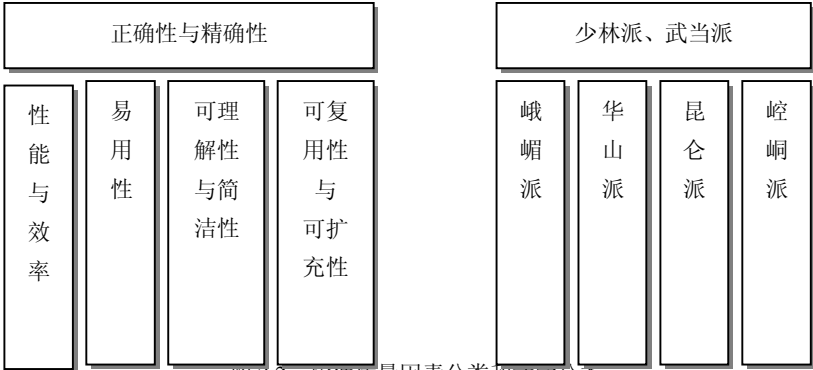 正确性与精确性
少林派、武当派
性
能
与
效
率
易
用
性
可理
解性
与简
洁性
可复
用性
与
可扩
充性
峨
嵋
派
华
山
派
昆
仑
派
崆
峒
派